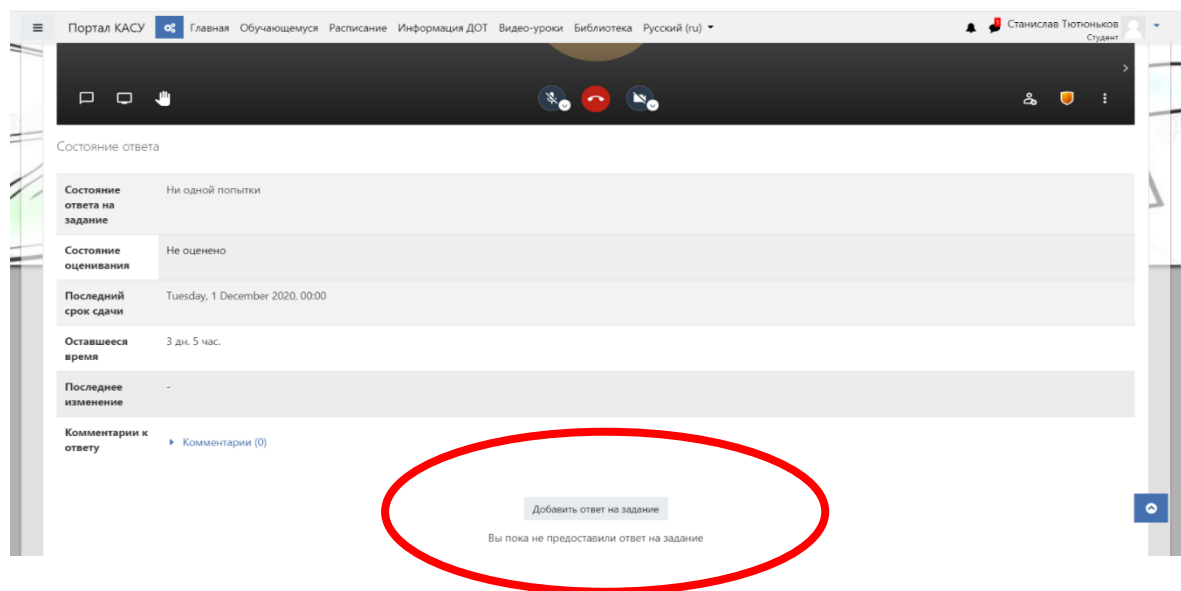 Портал КАСУ Главная Обучающемуся Расписание Информация ДОТ Видео-уроки Библиотека Русский (ru) Станислав Тютюньков
Студент
Состояние ответа
Состояние ответа на задание Ни одной попытки
Состояние оценивания Не оценено
Последний срок сдачи Tuesday, 1 December 2020, 00:00
Оставшееся время 3 дн. 5 час.
Последнее изменение -
Комментарии к ответу Комментарии (0)
Добавить ответ на задание
Вы пока не предоставили ответ на задание